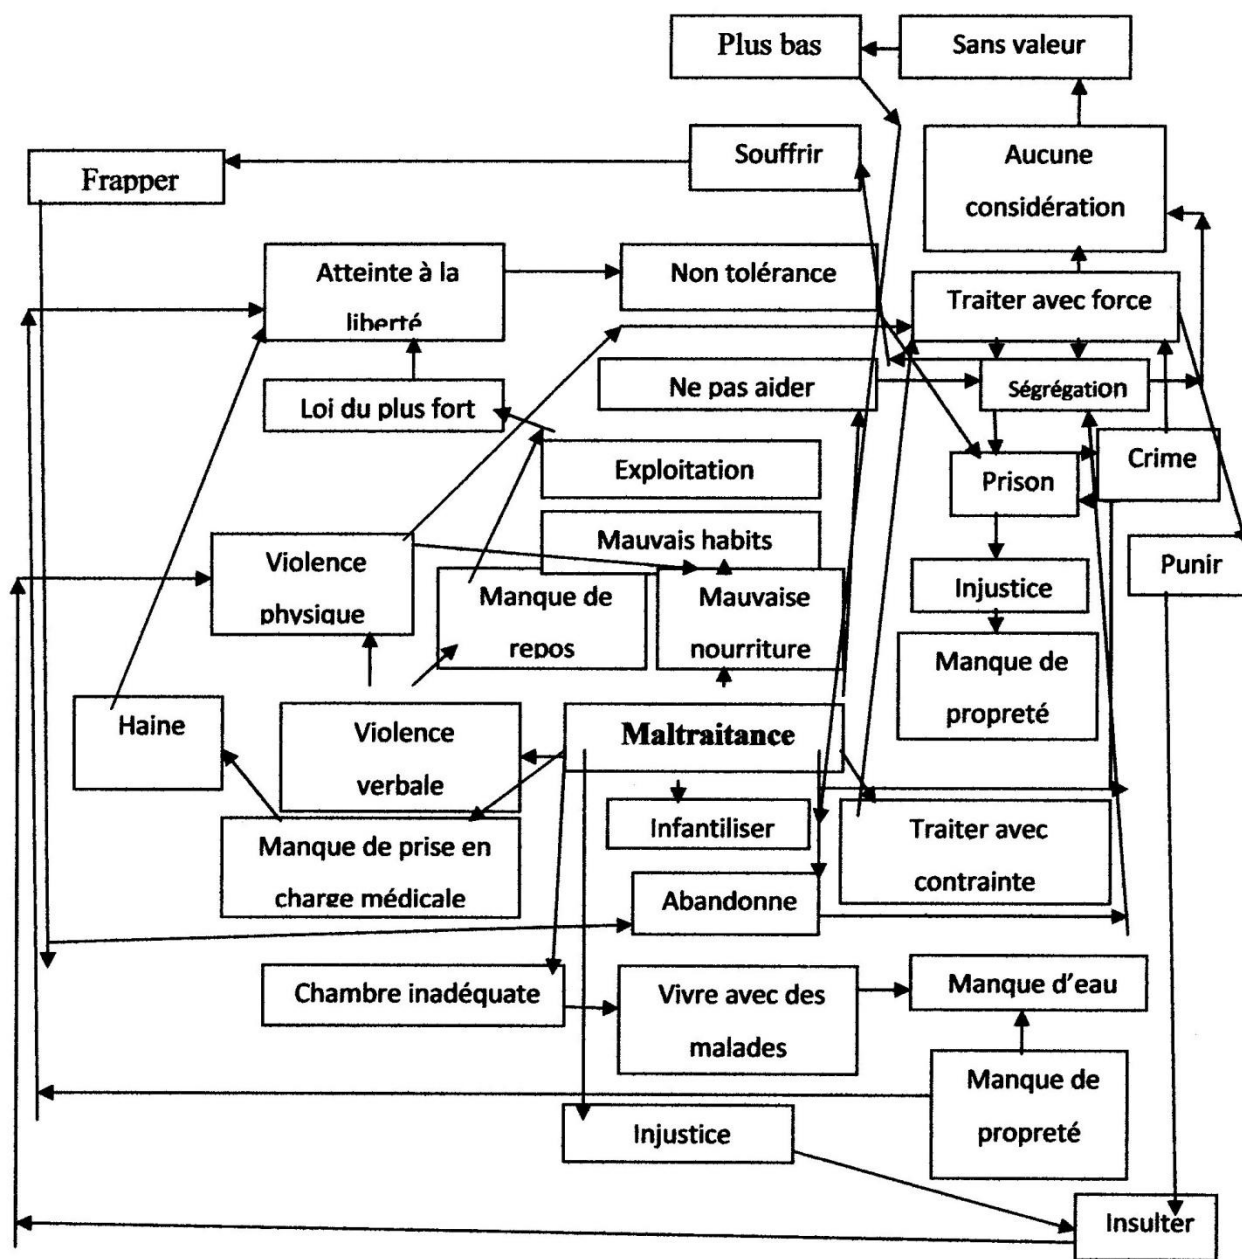 Plus bas
Sans valeur
Souffrir
Aucune
considération
Frapper
Atteinte à la
liberté
Non tolérance
Traiter avec force
Loi du plus fort
Ne pas aider
Ségrégation
Exploitation
Prison
Crime
Mauvais habits
Violence
physique
Manque de
repos
Mauvaise
nourriture
Injustice
Punir
Manque de
propreté
Haine
Violence
verbale
Maltraitance
Infantiliser
Traiter avec
contrainte
Manque de prise en
charge médicale
Abandonne
Chambre inadéquate
Vivre avec des
malades
Manque d'eau
Manque de
propreté
Injustice
Insulter